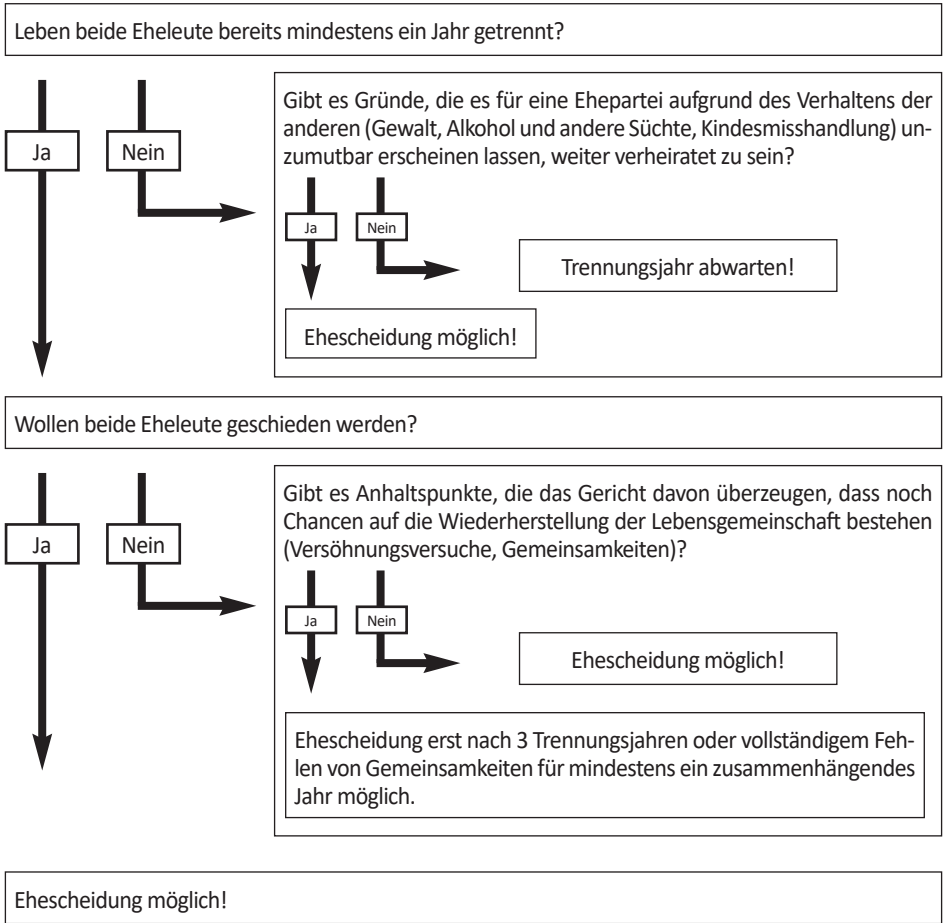 Leben beide Eheleute bereits mindestens ein Jahr getrennt?
Ja
Nein
Gibt es Gründe, die es für eine Ehepartei aufgrund des Verhaltens der
anderen (Gewalt, Alkohol und andere Süchte, Kindesmisshandlung) un-
zumutbar erscheinen lassen, weiter verheiratet zu sein?
Ja
Nein
Trennungsjahr abwarten!
Ehescheidung möglich!
Wollen beide Eheleute geschieden werden?
Ja
Nein
Gibt es Anhaltspunkte, die das Gericht davon überzeugen, dass noch
Chancen auf die Wiederherstellung der Lebensgemeinschaft bestehen
(Versöhnungsversuche, Gemeinsamkeiten)?
Ja
Nein
Ehescheidung möglich!
Ehescheidung erst nach 3 Trennungsjahren oder vollständigem Feh-
len von Gemeinsamkeiten für mindestens ein zusammenhängendes
Jahr möglich.
Ehescheidung möglich!